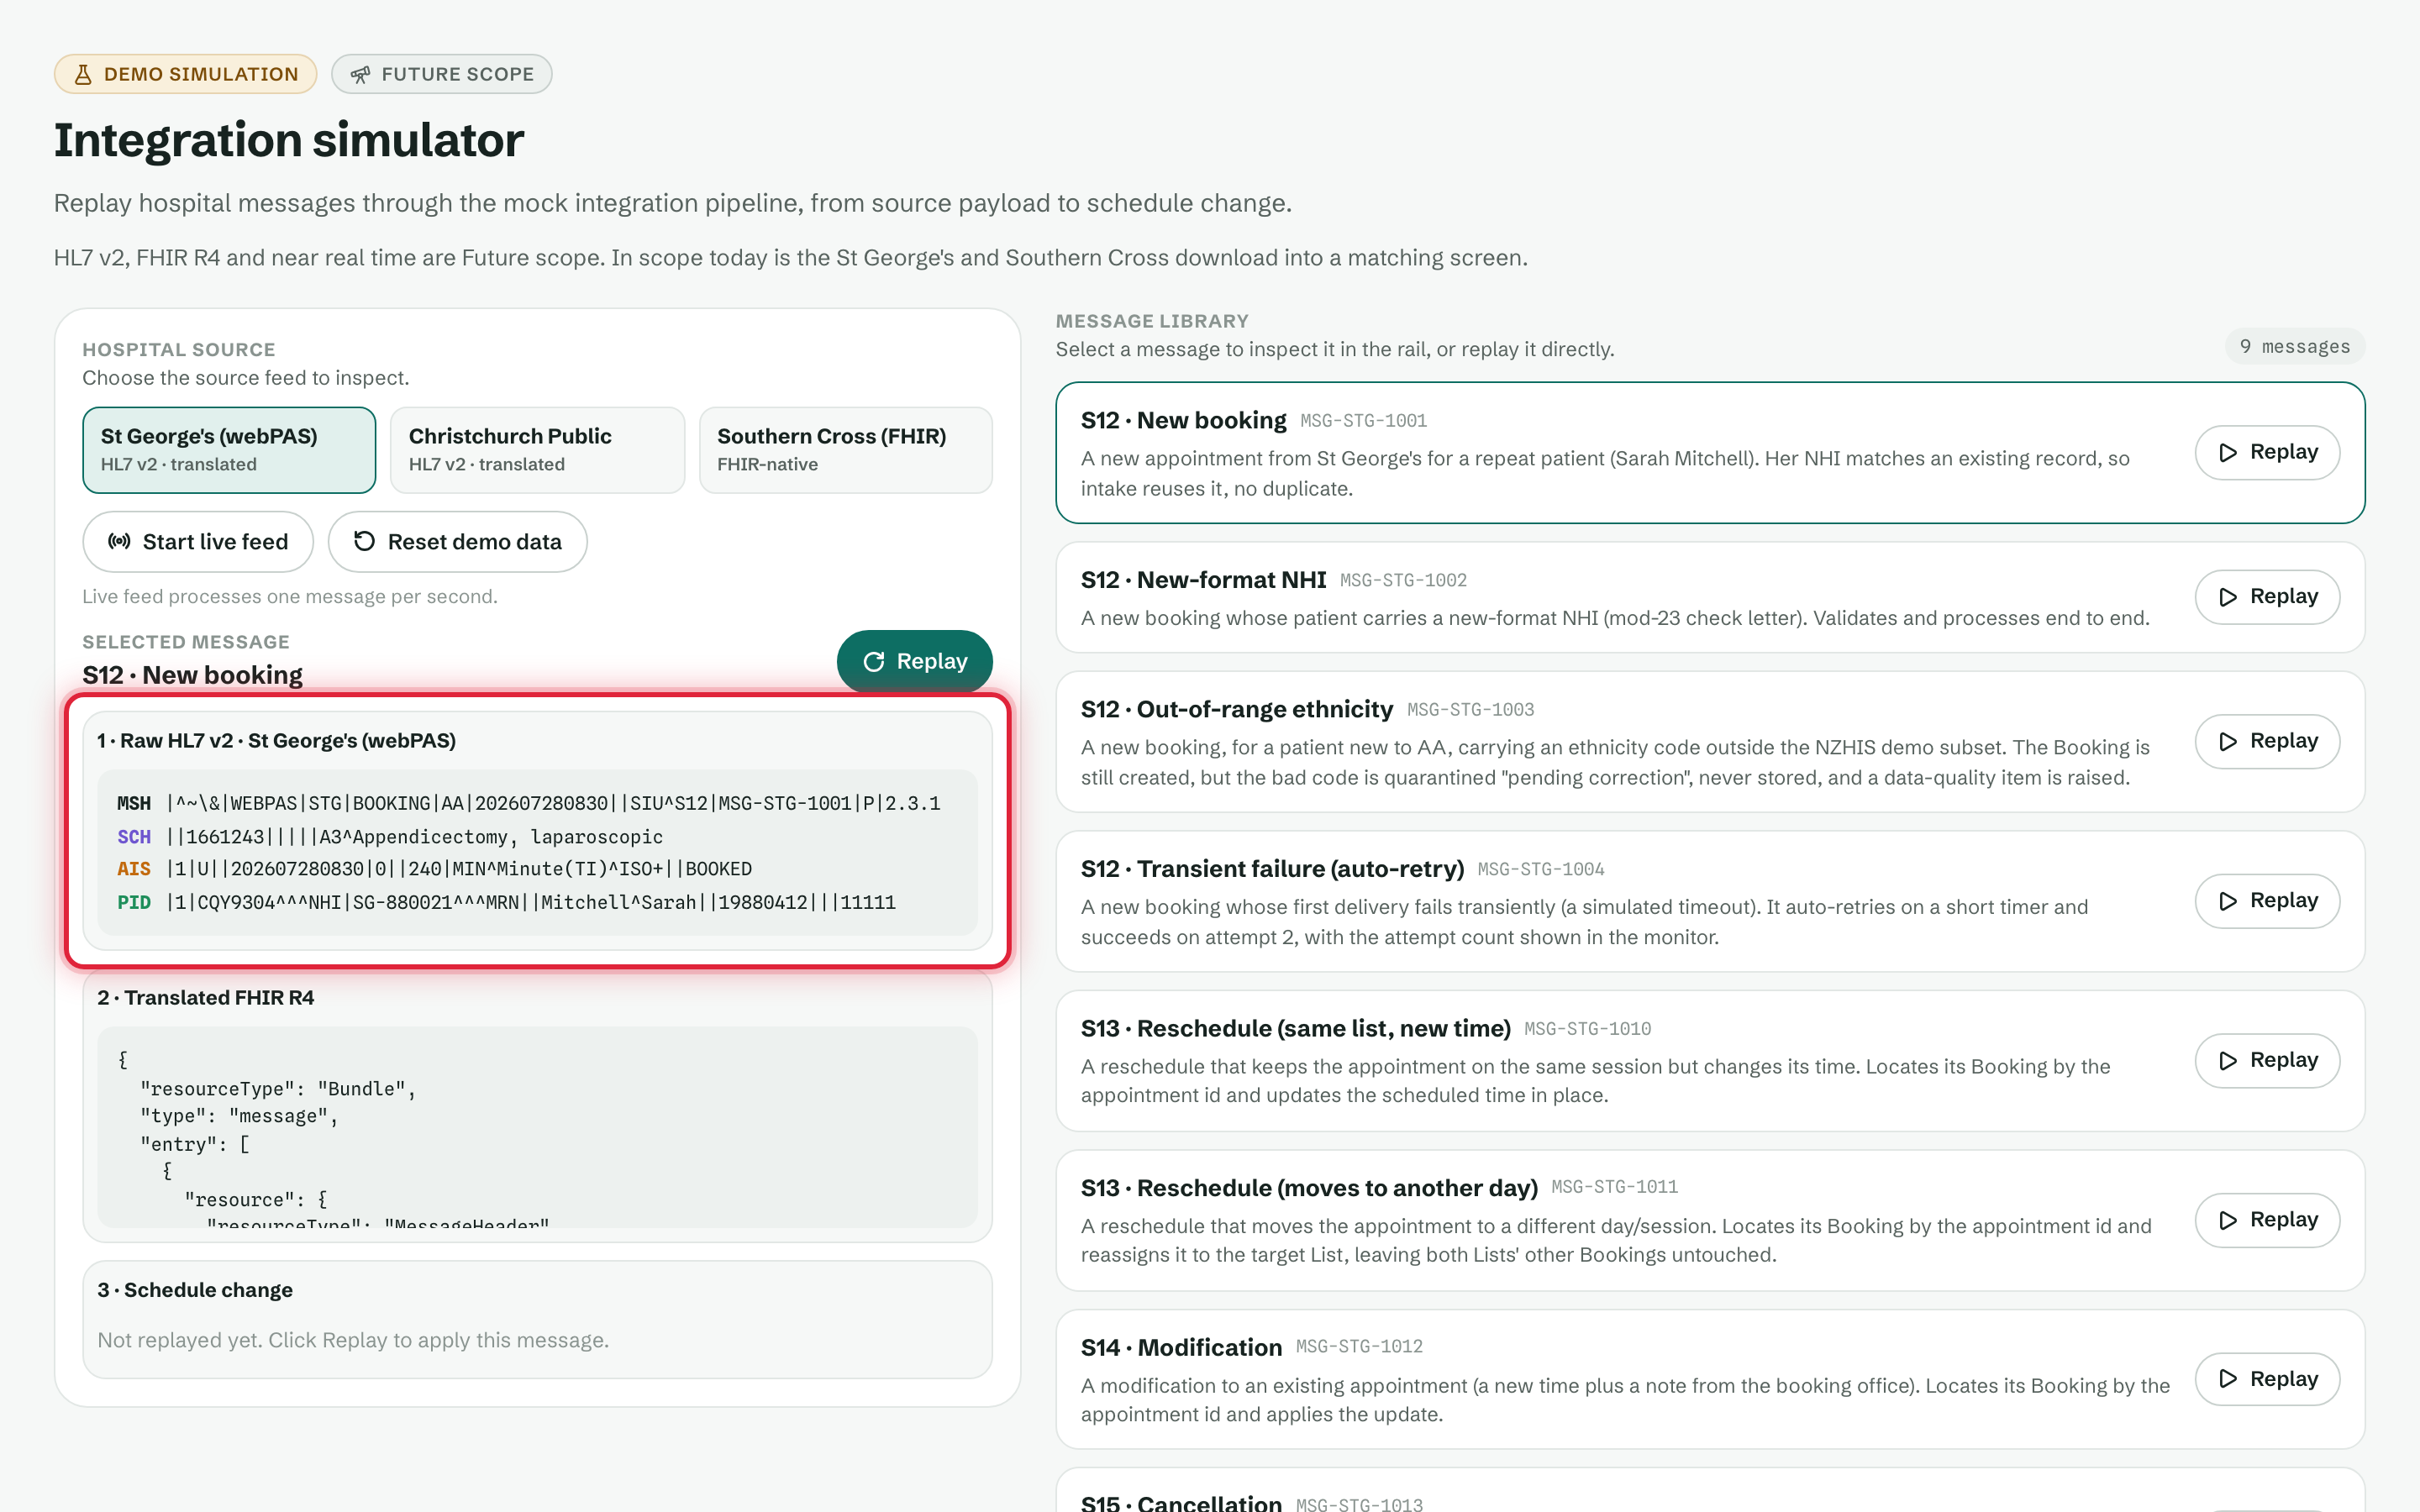 DEMO SIMULATION
FUTURE SCOPE
Integration simulator
Replay hospital messages through the mock integration pipeline, from source payload to schedule change.
HL7 v2, FHIR R4 and near real time are Future scope. In scope today is the St George's and Southern Cross download into a matching screen.
HOSPITAL SOURCE
Choose the source feed to inspect.
St George's (webPAS)
HL7 v2 · translated
Christchurch Public
HL7 v2 · translated
Southern Cross (FHIR)
FHIR-native
Start live feed
Reset demo data
Live feed processes one message per second.
SELECTED MESSAGE
S12 · New booking
Replay
1 · Raw HL7 v2 · St George's (webPAS)
MSH |^~\&|WEBPAS|STG|BOOKING|AA|202607280830||SIU^S12|MSG-STG-1001|P|2.3.1
SCH ||1661243|||||A3^Appendicectomy, laparoscopic
AIS |1|U||202607280830|0||240|MIN^Minute(TI)^ISO+||BOOKED
PID |1|CQY9304^^^NHI|SG-880021^^^MRN||Mitchell^Sarah||19880412|||11111
2 · Translated FHIR R4
{
"resourceType": "Bundle",
"type": "message",
"entry": [
{
"resource": {
"resourceType": "MessageHeader"
3 · Schedule change
Not replayed yet. Click Replay to apply this message.
MESSAGE LIBRARY
Select a message to inspect it in the rail, or replay it directly.
9 messages
S12 · New booking MSG-STG-1001
A new appointment from St George's for a repeat patient (Sarah Mitchell). Her NHI matches an existing record, so
intake reuses it, no duplicate.
Replay
S12 · New-format NHI MSG-STG-1002
A new booking whose patient carries a new-format NHI (mod-23 check letter). Validates and processes end to end.
Replay
S12 · Out-of-range ethnicity MSG-STG-1003
A new booking, for a patient new to AA, carrying an ethnicity code outside the NZHIS demo subset. The Booking is
still created, but the bad code is quarantined "pending correction", never stored, and a data-quality item is raised.
Replay
S12 · Transient failure (auto-retry) MSG-STG-1004
A new booking whose first delivery fails transiently (a simulated timeout). It auto-retries on a short timer and
succeeds on attempt 2, with the attempt count shown in the monitor.
Replay
S13 · Reschedule (same list, new time) MSG-STG-1010
A reschedule that keeps the appointment on the same session but changes its time. Locates its Booking by the
appointment id and updates the scheduled time in place.
Replay
S13 · Reschedule (moves to another day) MSG-STG-1011
A reschedule that moves the appointment to a different day/session. Locates its Booking by the appointment id and
reassigns it to the target List, leaving both Lists' other Bookings untouched.
Replay
S14 · Modification MSG-STG-1012
A modification to an existing appointment (a new time plus a note from the booking office). Locates its Booking by the
appointment id and applies the update.
Replay
S15 · Cancellation MSG-STG-1013